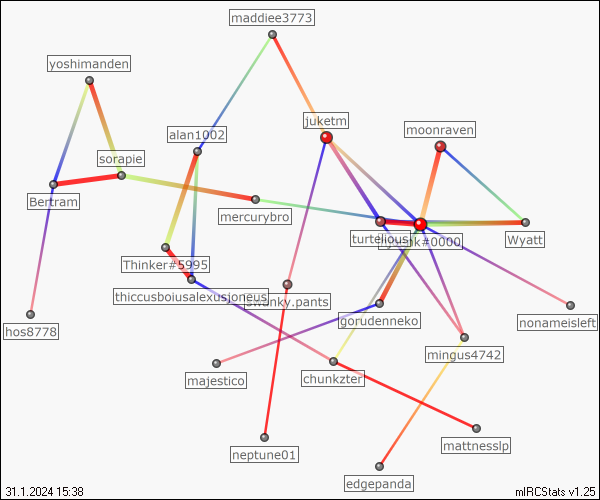 maddiee3773
yoshimanden
juketm
moonraven
alan1002
sorapie
Bertram
mercurybro
turtelious
#0000
Wyatt
Thinker#5995
thiccusboiusalexusjoneus
swanky.pants
gorudenneko
nonameisleft
hos8778
mingus4742
majestico
chunkzter
mattnessip
neptune01
edgepanda
31.1.2024 15:38
mIRCStats v1.25